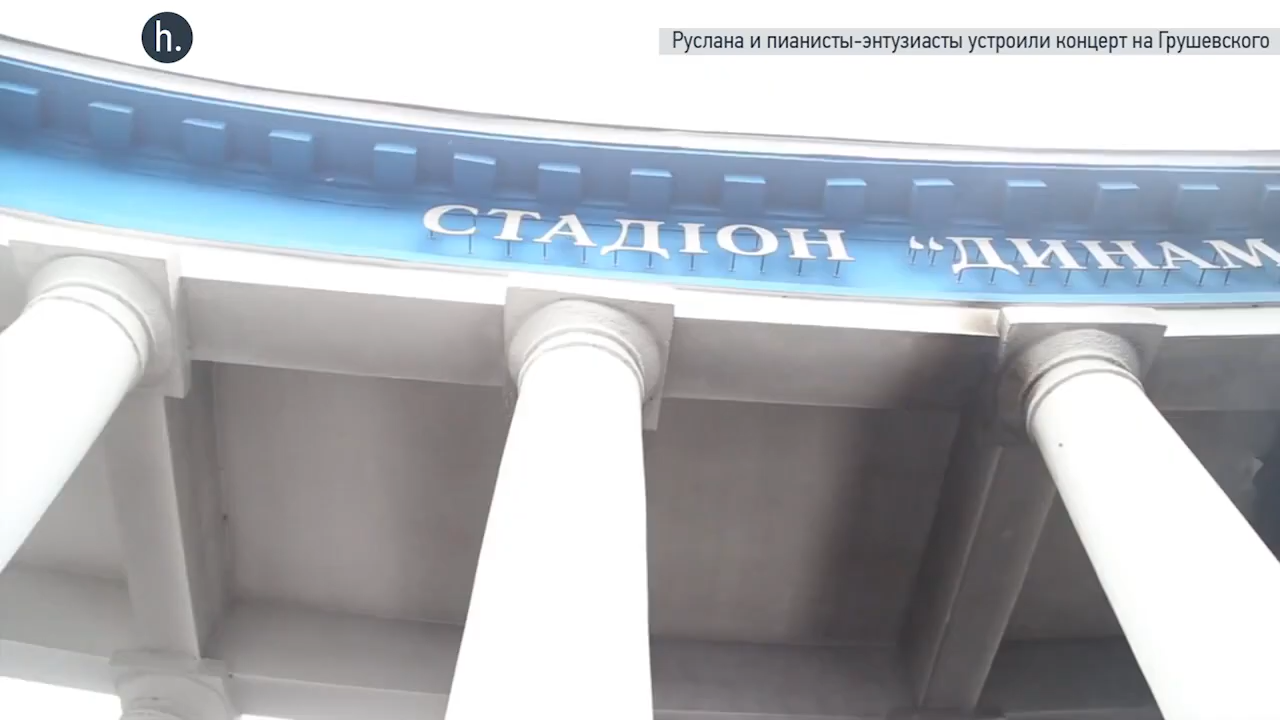 h.
Руслана и пианисты-энтузиасты устроили концерт на Грушевского
СТАДІОН “ДИНАМ